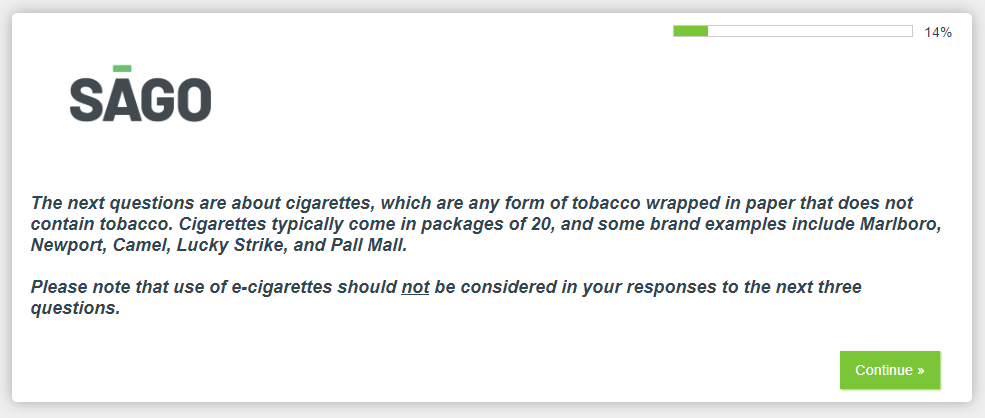 14%
SĀGO
The next questions are about cigarettes, which are any form of tobacco wrapped in paper that does not
contain tobacco. Cigarettes typically come in packages of 20, and some brand examples include Marlboro,
Newport, Camel, Lucky Strike, and Pall Mall.
Please note that use of e-cigarettes should not be considered in your responses to the next three
questions.
Continue »